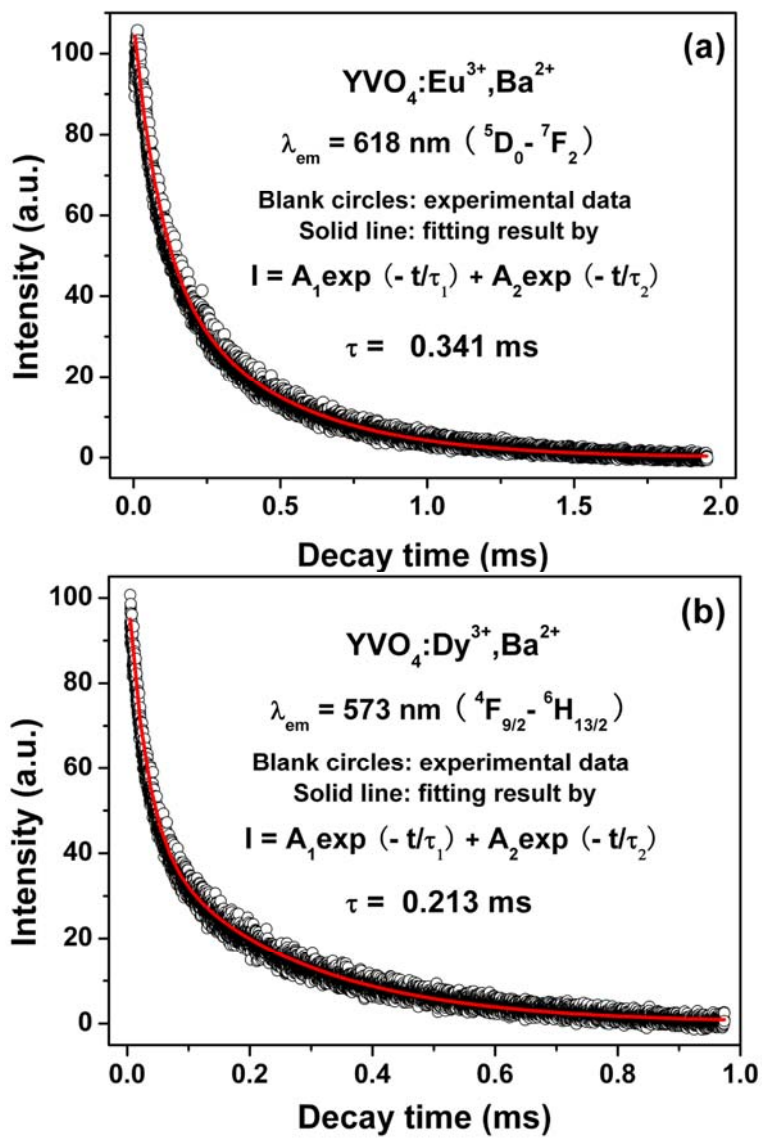 (a)
YVO₄:Eu³⁺,Ba²⁺
λem = 618 nm ( ⁵D₀- ⁷F₂)
Blank circles: experimental data
Solid line: fitting result by
I = A₁exp (- t/τ₁) + A₂exp (- t/τ₂)
τ = 0.341 ms
Intensity (a.u.)
100
80
60
40
20
0
0.0 0.5 1.0 1.5 2.0
Decay time (ms)
(b)
YVO₄:Dy³⁺,Ba²⁺
λem = 573 nm ( ⁴F9/2- ⁶H13/2)
Blank circles: experimental data
Solid line: fitting result by
I = A₁exp (- t/τ₁) + A₂exp (- t/τ₂)
τ = 0.213 ms
Intensity (a.u.)
100
80
60
40
20
0
0.0 0.2 0.4 0.6 0.8 1.0
Decay time (ms)